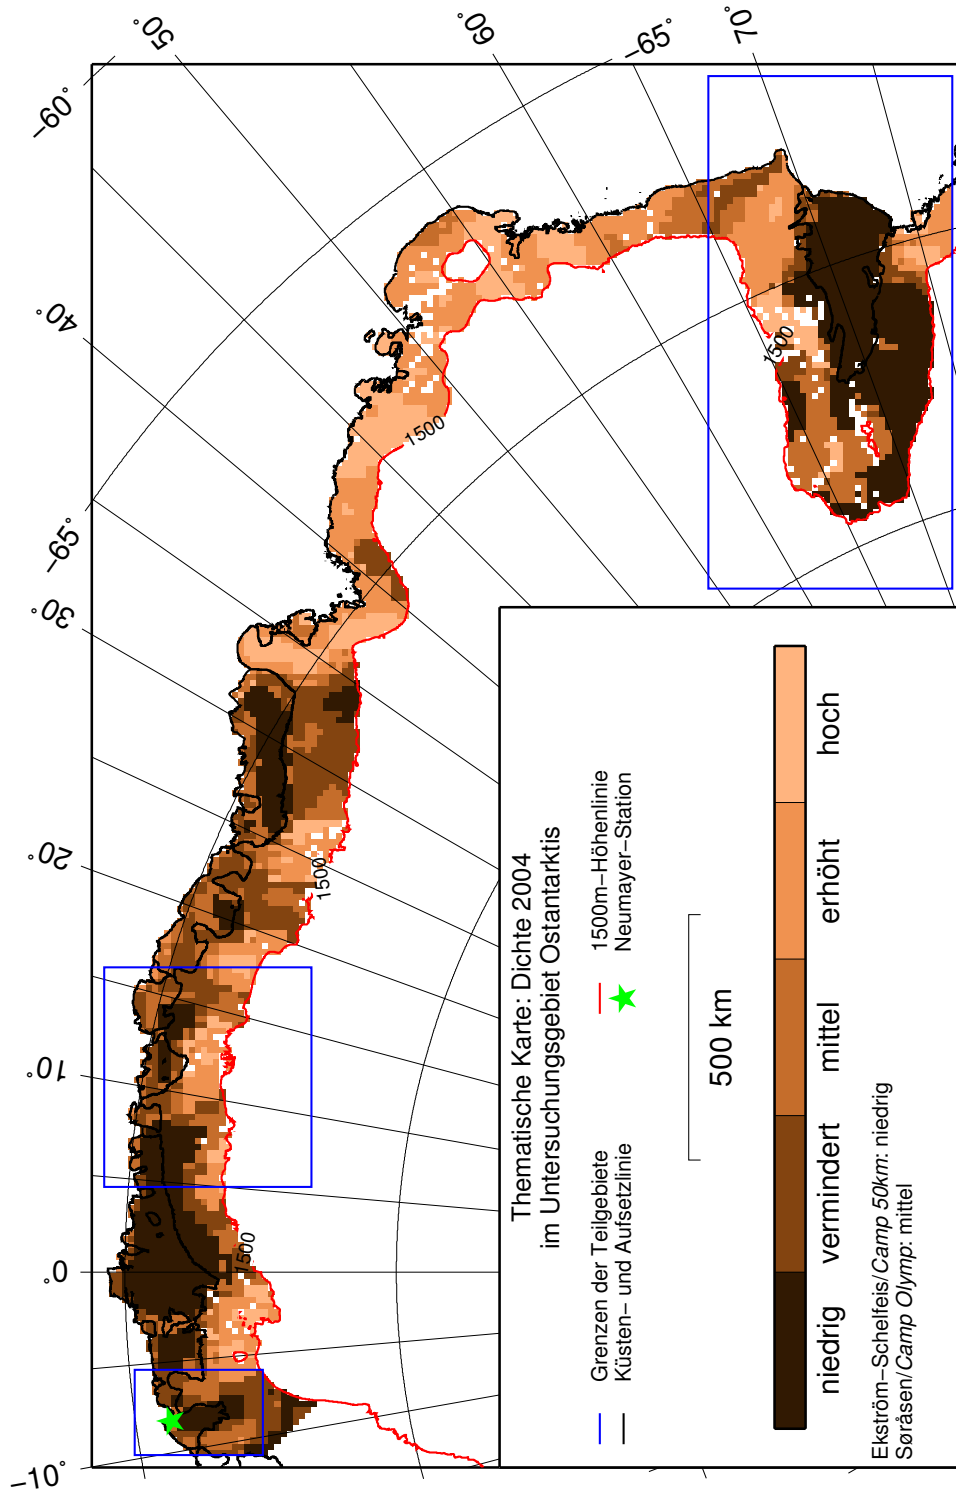 −60°
50°
60°
−65°
70°
40°
−65°
30°
20°
10°
0°
−10°
1500
1500
1500
1500
Thematische Karte: Dichte 2004
im Untersuchungsgebiet Ostantarktis
Grenzen der Teilgebiete
Küsten− und Aufsetzlinie
1500m−Höhenlinie
Neumayer−Station
500 km
niedrig vermindert mittel erhöht hoch
Ekström−Schelfeis/Camp 50km: niedrig
Søråsen/Camp Olymp: mittel